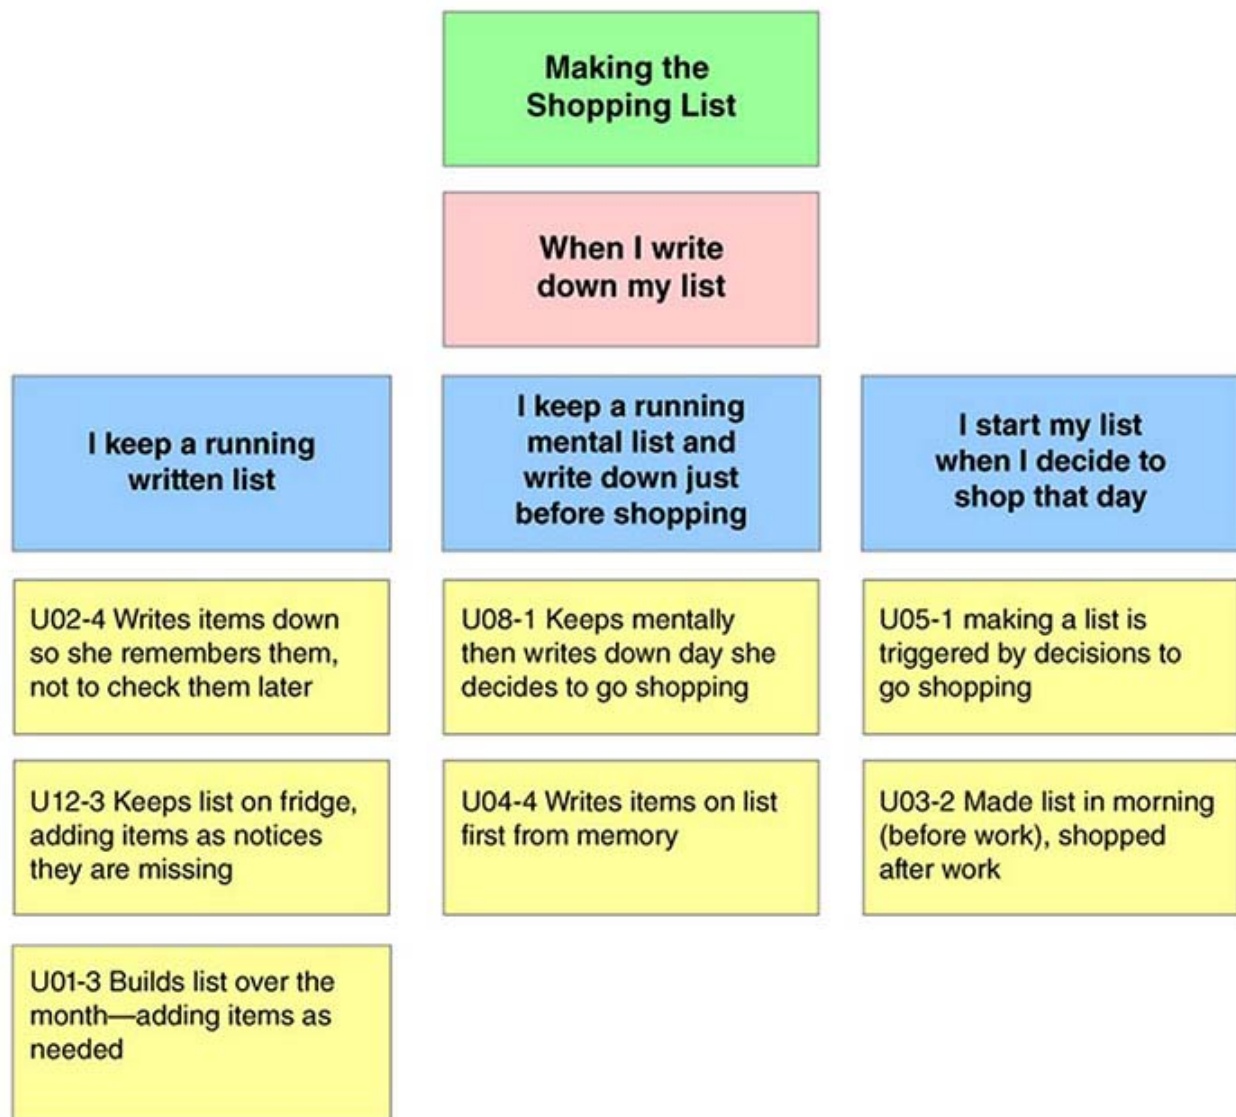 Making the
Shopping List
When I write
down my list
I keep a running
written list
I keep a running
mental list and
write down just
before shopping
I start my list
when I decide to
shop that day
U02-4 Writes items down
so she remembers them,
not to check them later
U08-1 Keeps mentally
then writes down day she
decides to go shopping
U05-1 making a list is
triggered by decisions to
go shopping
U12-3 Keeps list on fridge,
adding items as notices
they are missing
U04-4 Writes items on list
first from memory
U03-2 Made list in morning
(before work), shopped
after work
U01-3 Builds list over the
month—adding items as
needed